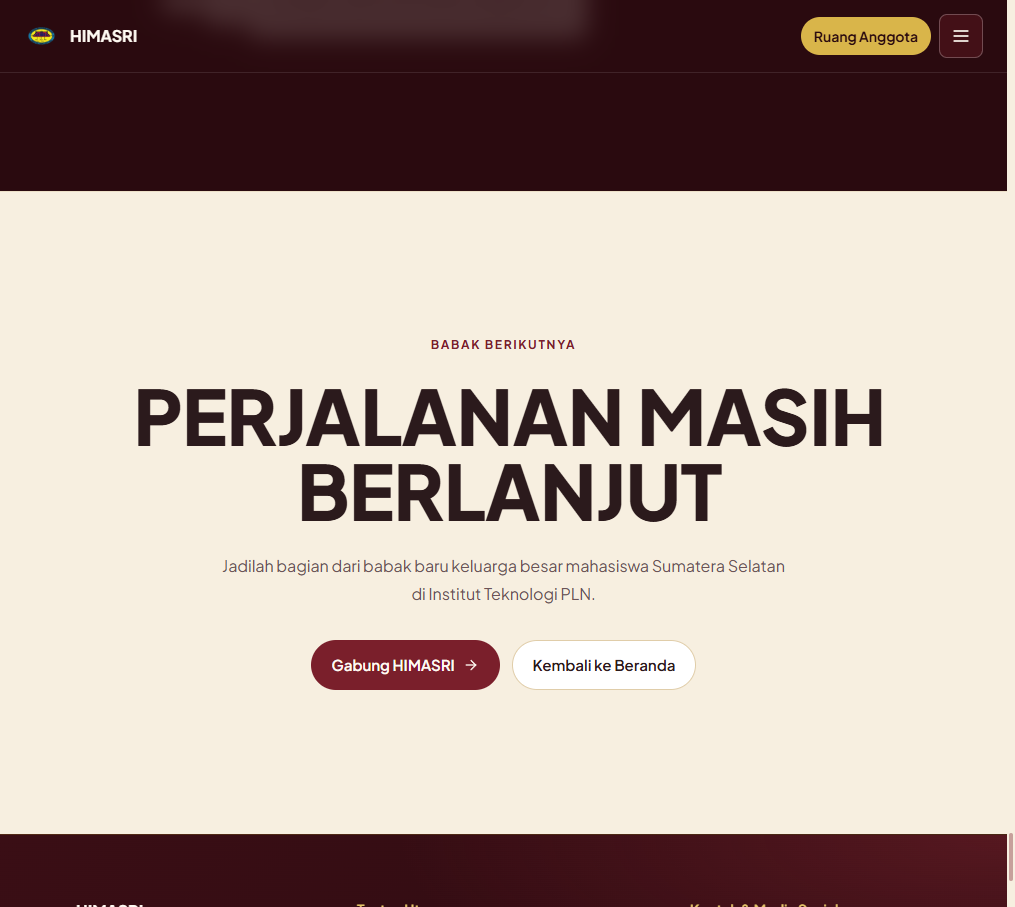 HIMASRI
Ruang Anggota
BABAK BERIKUTNYA
PERJALANAN MASIH
BERLANJUT
Jadilah bagian dari babak baru keluarga besar mahasiswa Sumatera Selatan
di Institut Teknologi PLN.
Gabung HIMASRI →
Kembali ke Beranda
HIMASRI